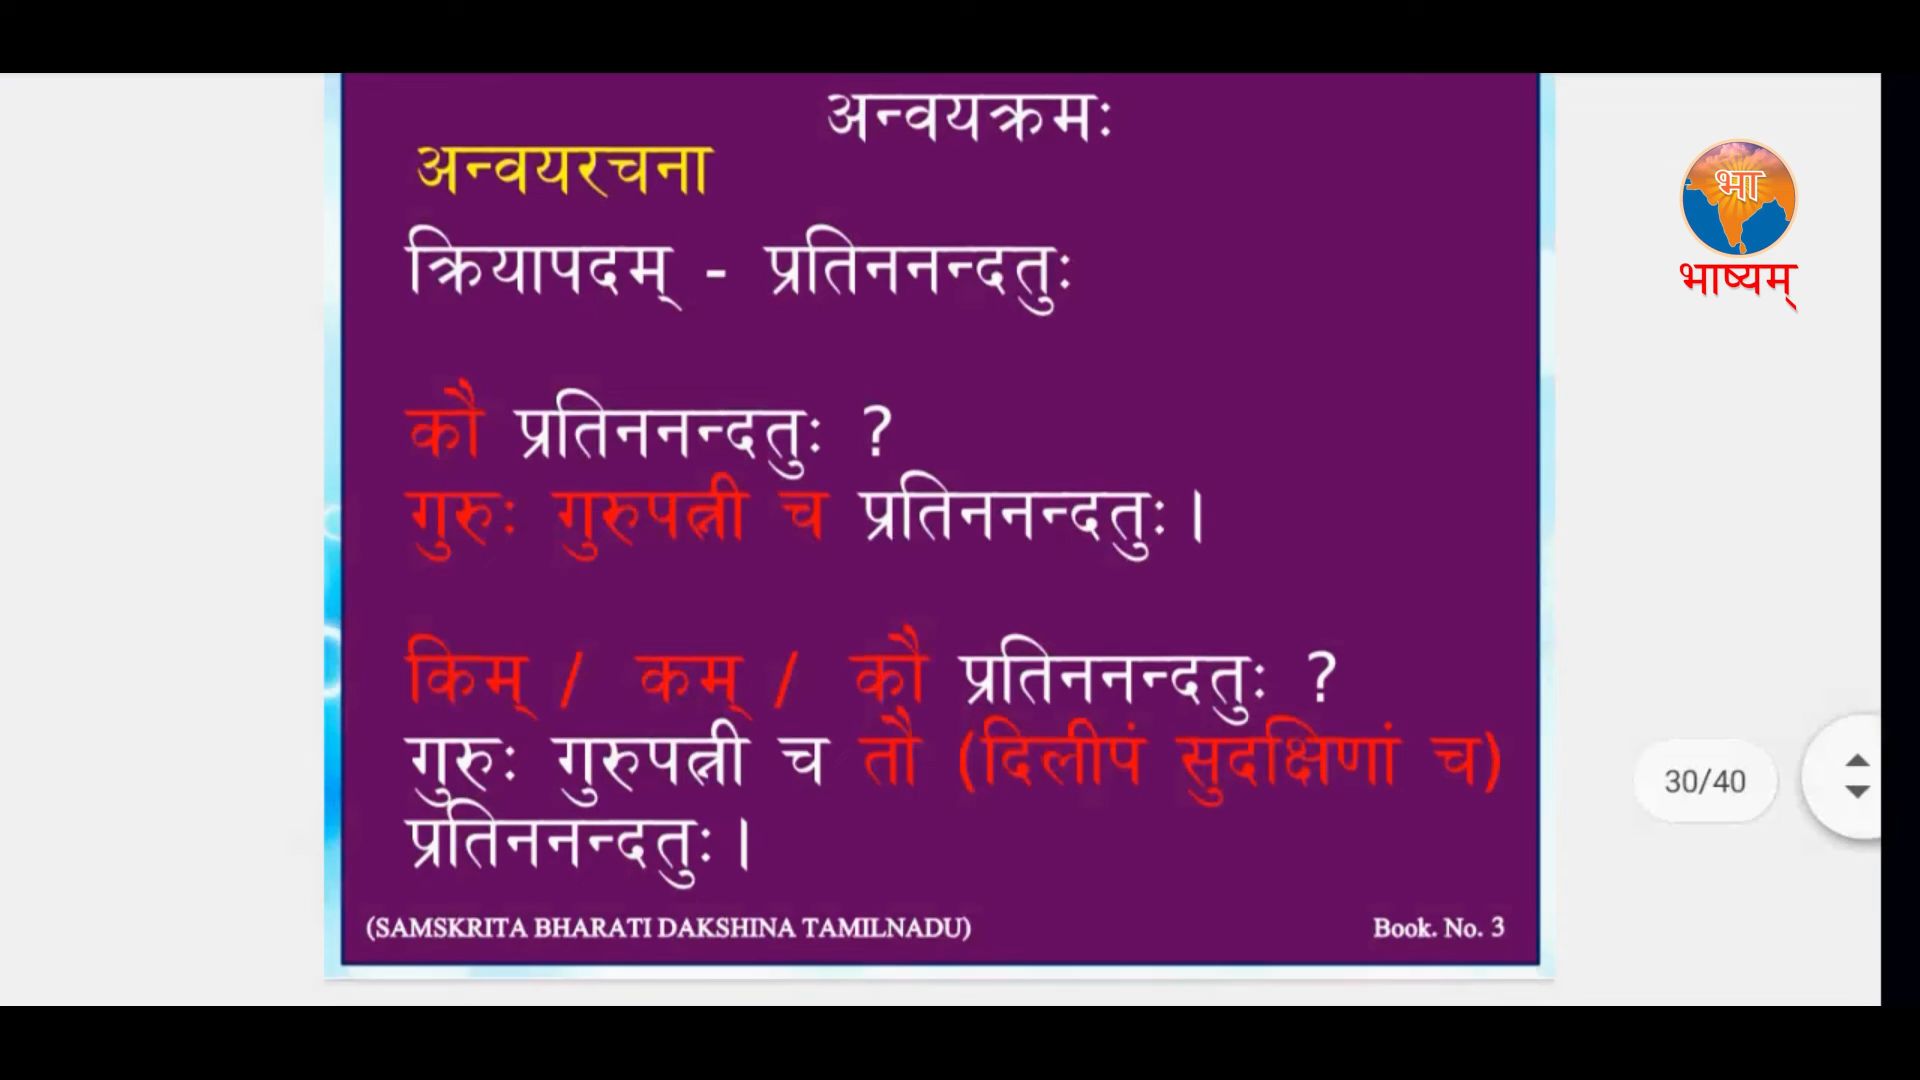 अन्वयक्रमः
अन्वयरचना
क्रियापदम् - प्रतिननन्दतुः
कौ प्रतिननन्दतुः ?
गुरुः गुरुपत्नी च प्रतिननन्दतुः।
किम् / कम् / कौ प्रतिननन्दतुः ?
गुरुः गुरुपत्नी च तौ (दिलीपं सुदक्षिणां च)
प्रतिननन्दतुः।
(SAMSKRITA BHARATI DAKSHINA TAMILNADU) Book. No. 3
भा
भाष्यम्
30/40